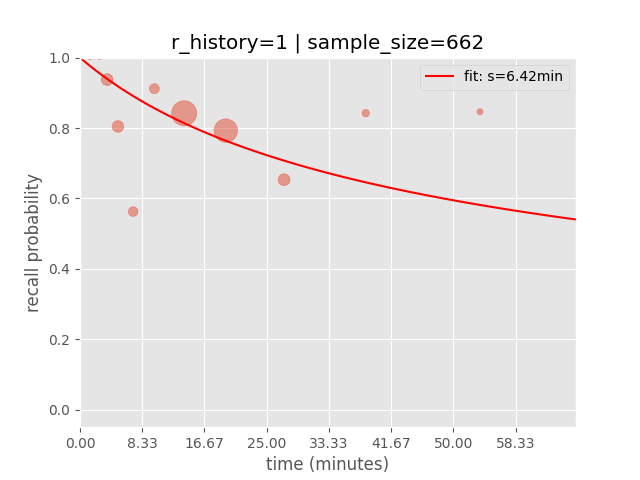 r_history=1 | sample_size=662
fit: s=6.42min
recall probability
1.0
0.8
0.6
0.4
0.2
0.0
0.00 8.33 16.67 25.00 33.33 41.67 50.00 58.33
time (minutes)